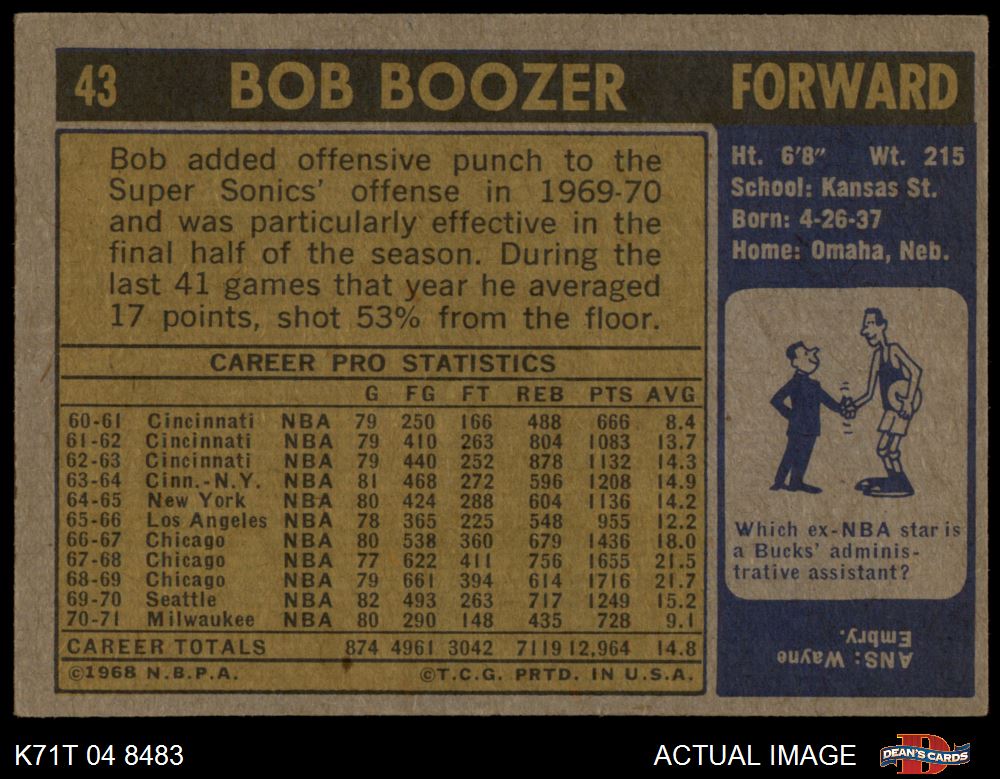 43 BOB BOOZER FORWARD
Bob added offensive punch to the
Super Sonics' offense in 1969-70
and was particularly effective in the
final half of the season. During the
last 41 games that year he averaged
17 points, shot 53% from the floor.
CAREER PRO STATISTICS
G FG FT REB PTS AVG
60-61 Cincinnati NBA 79 250 166 488 666 8.4
61-62 Cincinnati NBA 79 410 263 804 1083 13.7
62-63 Cincinnati NBA 79 440 252 878 1132 14.3
63-64 Cinn.-N.Y. NBA 81 468 272 596 1208 14.9
64-65 New York NBA 80 424 288 604 1136 14.2
65-66 Los Angeles NBA 78 365 225 548 955 12.2
66-67 Chicago NBA 80 538 360 679 1436 18.0
67-68 Chicago NBA 77 622 411 756 1655 21.5
68-69 Chicago NBA 79 661 394 614 1716 21.7
69-70 Seattle NBA 82 493 263 717 1249 15.2
70-71 Milwaukee NBA 80 290 148 435 728 9.1
CAREER TOTALS 874 4961 3042 7119 12,964 14.8
©1968 N.B.P.A. ©T.C.G. PRTD. IN U.S.A.
Ht. 6'8" Wt. 215
School: Kansas St.
Born: 4-26-37
Home: Omaha, Neb.
Which ex-NBA star is
a Bucks' adminis-
trative assistant?
ANS: Wayne
Embry.
K71T 04 8483 ACTUAL IMAGE DEAN'S CARDS